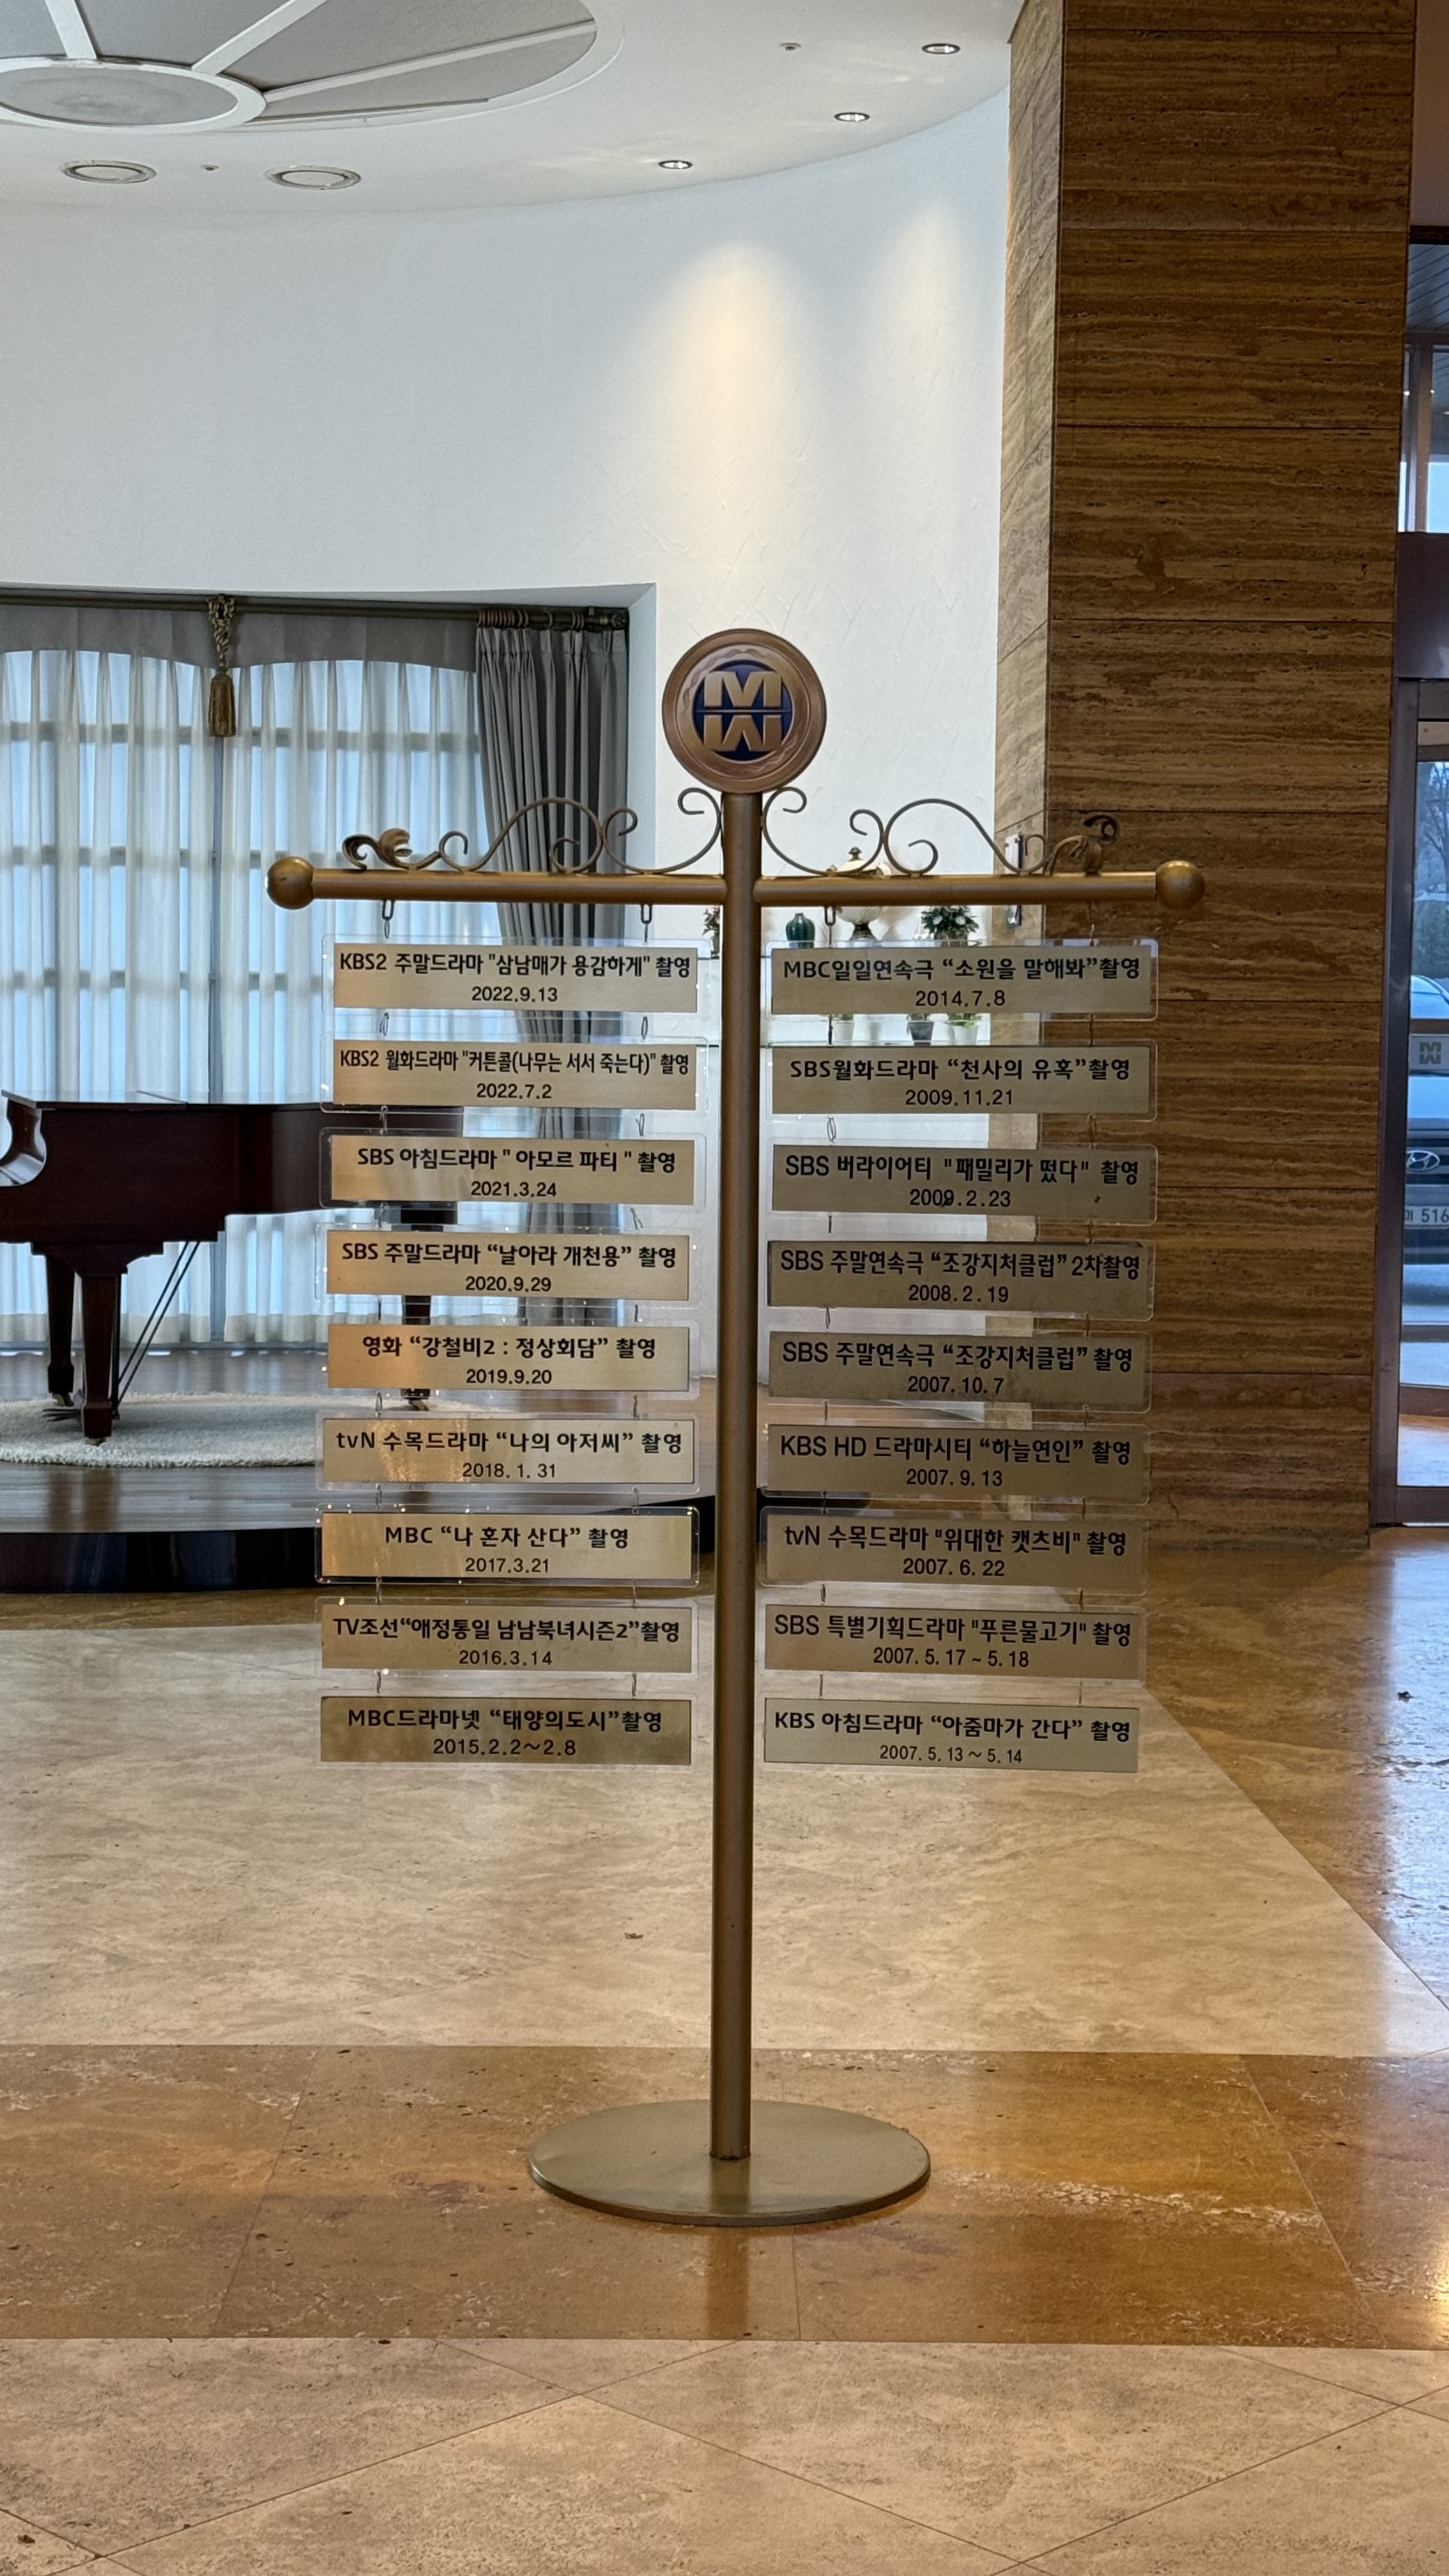 KBS2 주말드라마 "삼남매가 용감하게" 촬영
2022.9.13
KBS2 월화드라마 "커튼콜(나무는 서서 죽는다)" 촬영
2022.7.2
SBS 아침드라마 " 아모르 파티 " 촬영
2021.3.24
SBS 주말드라마 “날아라 개천용” 촬영
2020.9.29
영화 “강철비2 : 정상회담” 촬영
2019.9.20
tvN 수목드라마 “나의 아저씨” 촬영
2018. 1. 31
MBC “나 혼자 산다” 촬영
2017.3.21
TV조선“애정통일 남남북녀시즌2”촬영
2016.3.14
MBC드라마넷 “태양의도시”촬영
2015.2.2~2.8
MBC일일연속극 “소원을 말해봐”촬영
2014.7.8
SBS월화드라마 “천사의 유혹”촬영
2009.11.21
SBS 버라이어티 "패밀리가 떴다" 촬영
2009.2.23
SBS 주말연속극 “조강지처클럽” 2차촬영
2008. 2. 19
SBS 주말연속극 “조강지처클럽” 촬영
2007. 10. 7
KBS HD 드라마시티 “하늘연인” 촬영
2007. 9. 13
tvN 수목드라마 "위대한 캣츠비" 촬영
2007. 6. 22
SBS 특별기획드라마 "푸른물고기" 촬영
2007. 5. 17 ~ 5. 18
KBS 아침드라마 “아줌마가 간다” 촬영
2007. 5. 13 ~ 5. 14